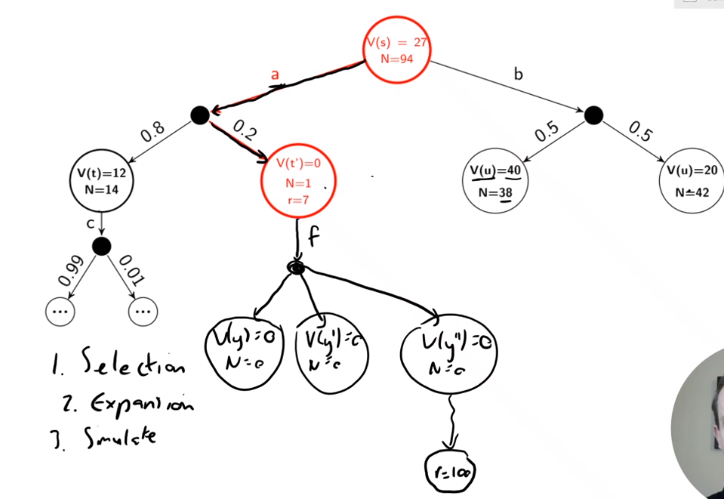 V(s) = 27
N=94
a
b
0.8
0.2
0.5
0.5
V(t)=12
N=14
V(t')=0
N=1
r=7
V(u)=40
N=38
V(u)=20
N=42
c
f
0.99
0.01
...
...
V(y)=0
N=0
V(y')=0
N=0
V(y'')=0
N=0
1. Selection
2. Expansion
3. Simulate
r=100